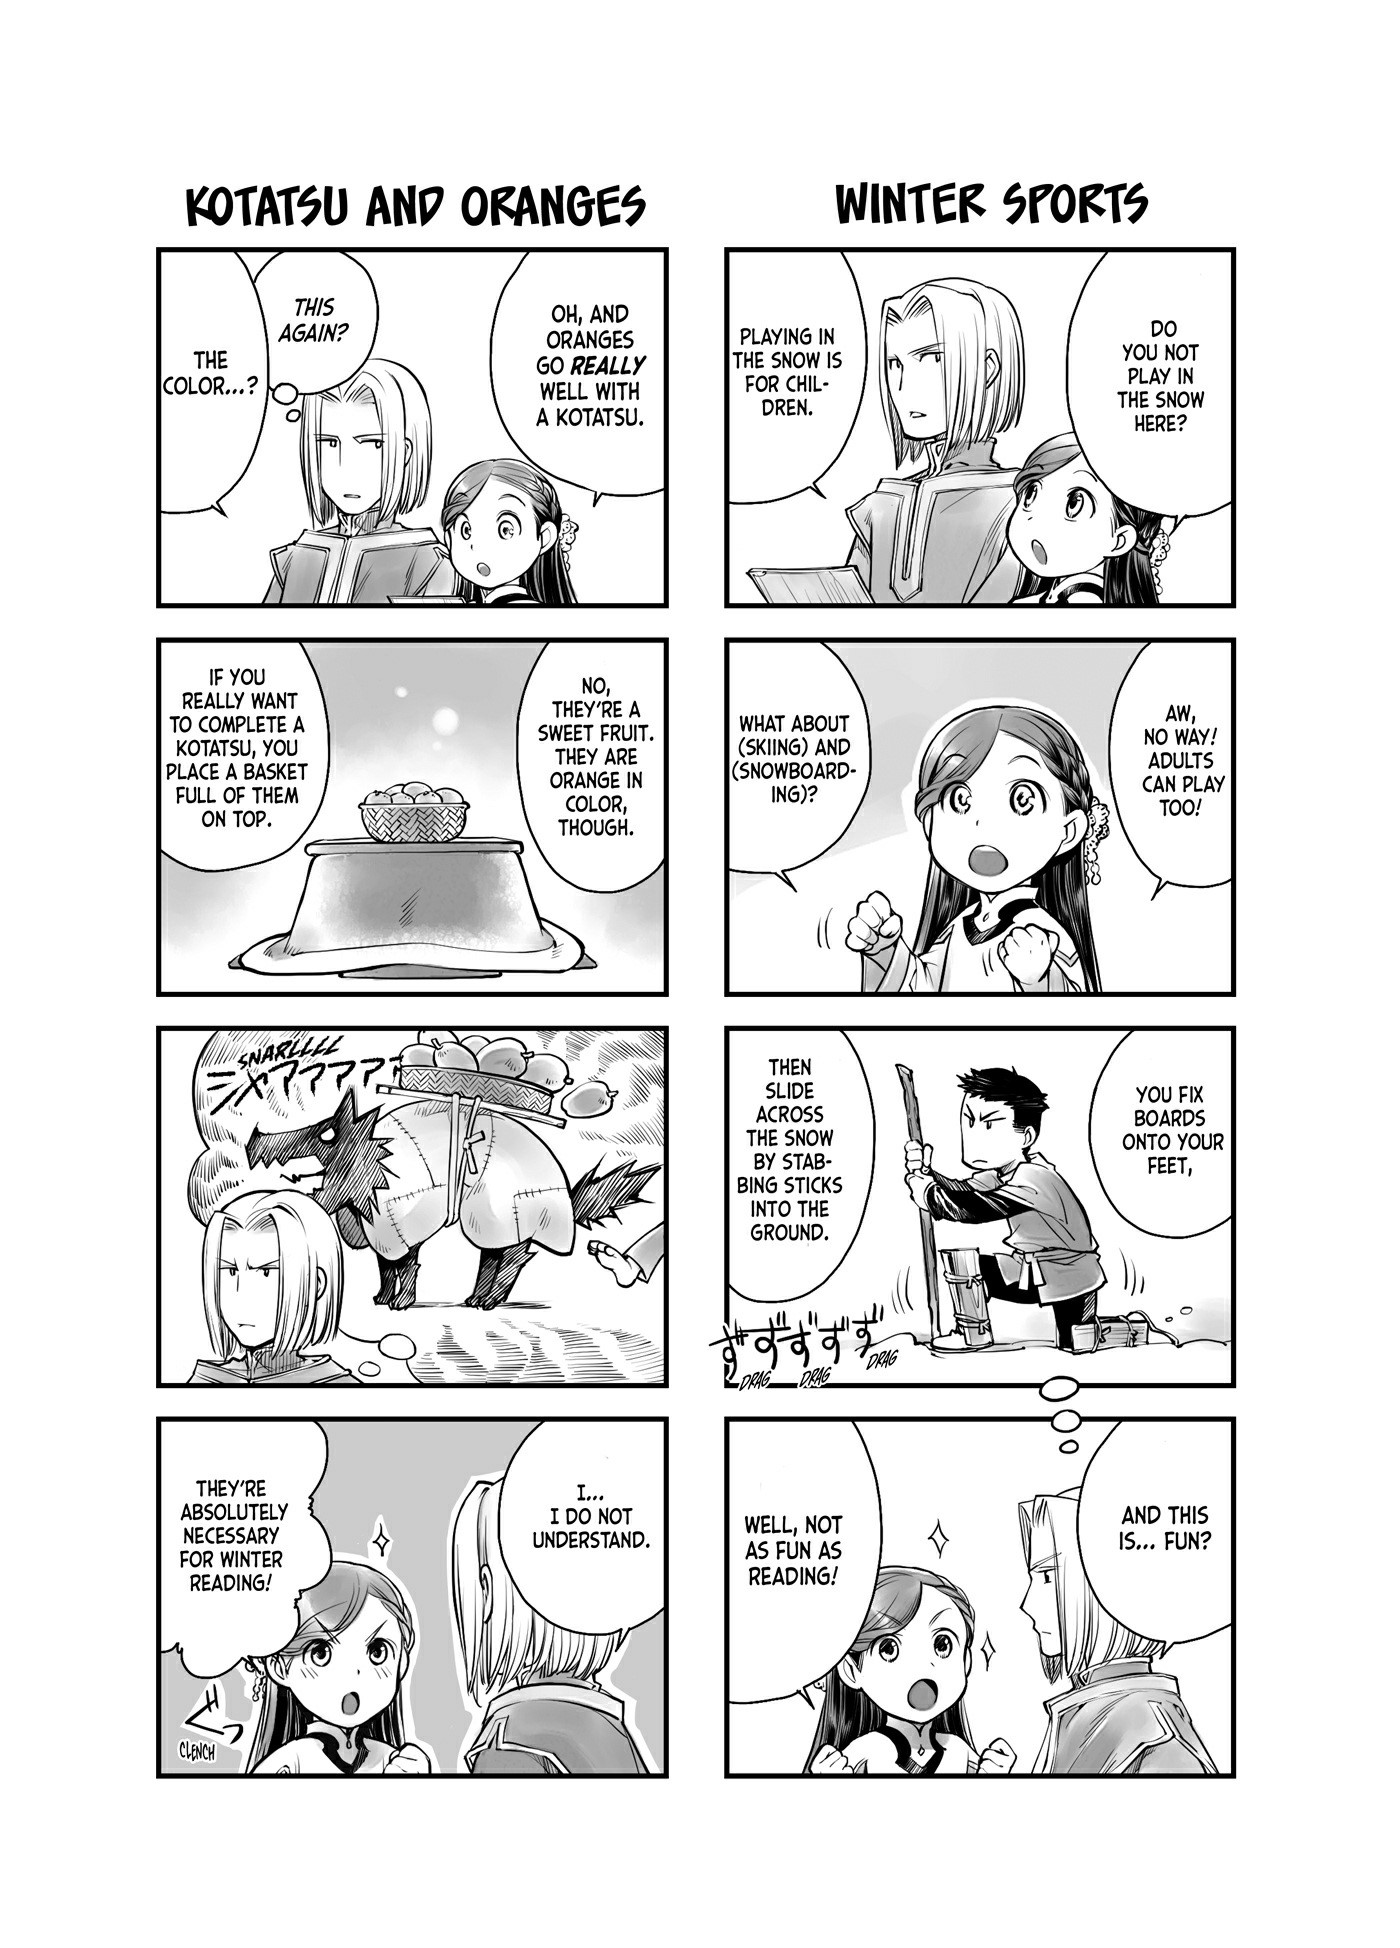 WINTER SPORTS
DO
YOU NOT
PLAY IN
THE SNOW
HERE?
PLAYING IN
THE SNOW IS
FOR CHIL-
DREN.
AW,
NO WAY!
ADULTS
CAN PLAY
TOO!
WHAT ABOUT
(SKIING) AND
(SNOWBOARD-
ING)?
YOU FIX
BOARDS
ONTO YOUR
FEET,
THEN
SLIDE
ACROSS
THE SNOW
BY STAB-
BING STICKS
INTO THE
GROUND.
ずずずずず
DRAG
DRAG
DRAG
AND THIS
IS... FUN?
WELL, NOT
AS FUN AS
READING!
KOTATSU AND ORANGES
OH, AND
ORANGES
GO REALLY
WELL WITH
A KOTATSU.
THIS
AGAIN?
THE
COLOR...?
NO,
THEY'RE A
SWEET FRUIT.
THEY ARE
ORANGE IN
COLOR,
THOUGH.
IF YOU
REALLY WANT
TO COMPLETE A
KOTATSU, YOU
PLACE A BASKET
FULL OF THEM
ON TOP.
SNARLLLLL
シャアアアア
I...
I DO NOT
UNDERSTAND.
THEY'RE
ABSOLUTELY
NECESSARY
FOR WINTER
READING!
ぐっ
CLENCH